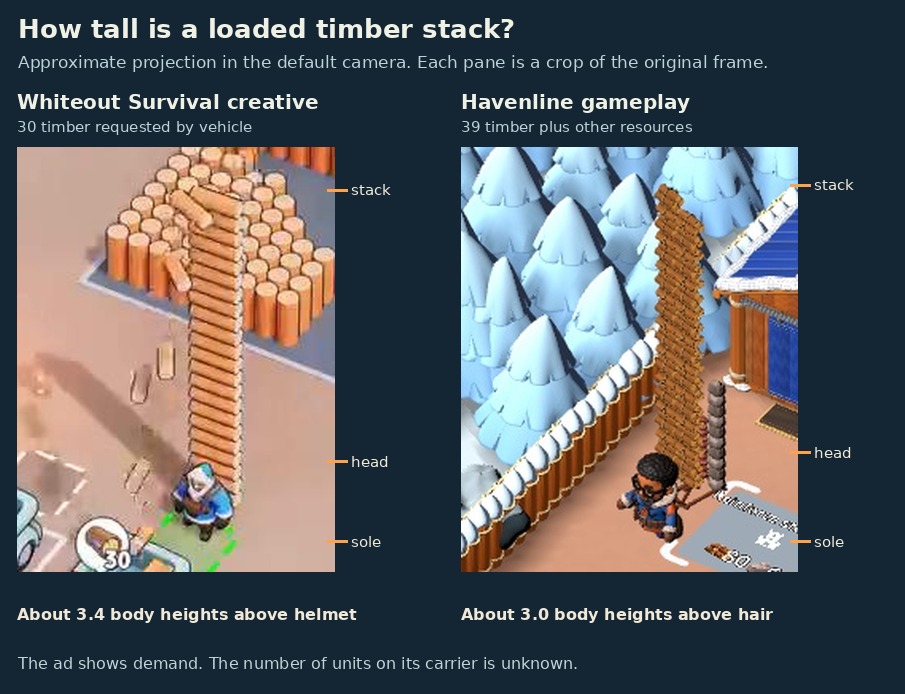 How tall is a loaded timber stack?
Approximate projection in the default camera. Each pane is a crop of the original frame.
Whiteout Survival creative
30 timber requested by vehicle
stack
head
sole
30
About 3.4 body heights above helmet
Havenline gameplay
39 timber plus other resources
stack
head
sole
About 3.0 body heights above hair
The ad shows demand. The number of units on its carrier is unknown.